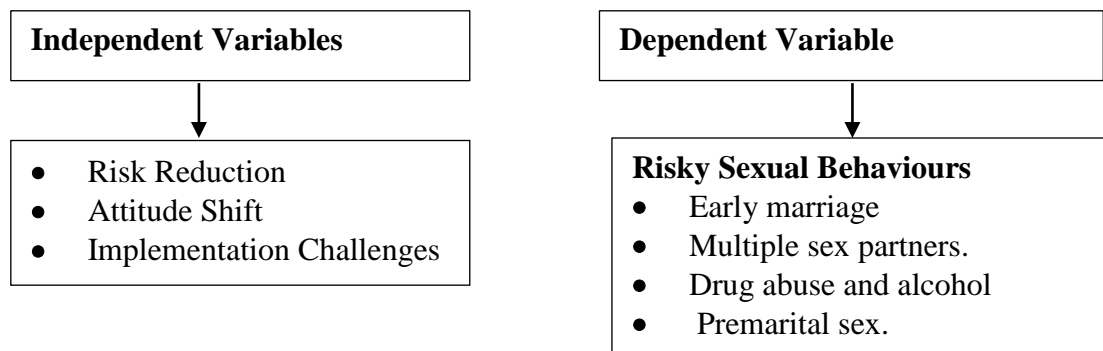 Independent Variables
● Risk Reduction
● Attitude Shift
● Implementation Challenges
Dependent Variable
Risky Sexual Behaviours
● Early marriage
● Multiple sex partners.
● Drug abuse and alcohol
● Premarital sex.